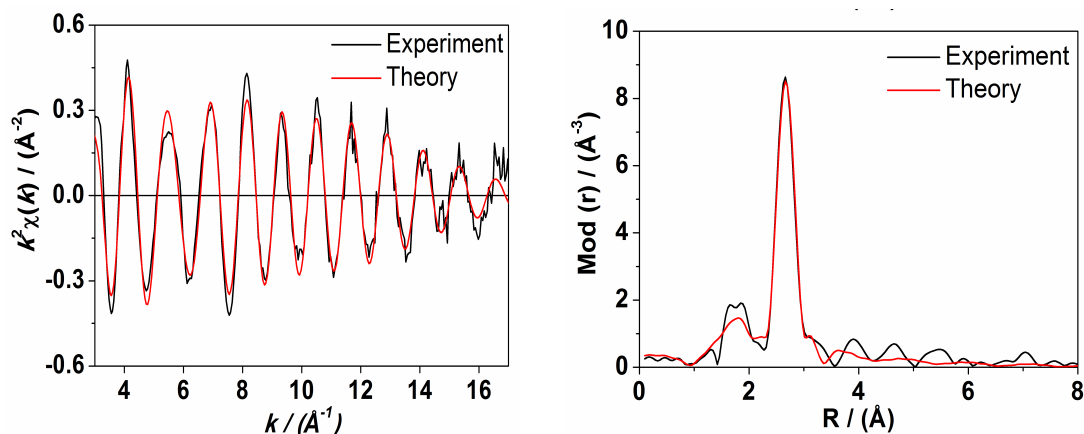 0.6
0.3
0.0
-0.3
-0.6
k²χ(k) / (Å⁻²)
Experiment
Theory
4 6 8 10 12 14 16
k / (Å⁻¹)
10
8
6
4
2
0
Mod (r) / (Å⁻³)
Experiment
Theory
0 2 4 6 8
R / (Å)